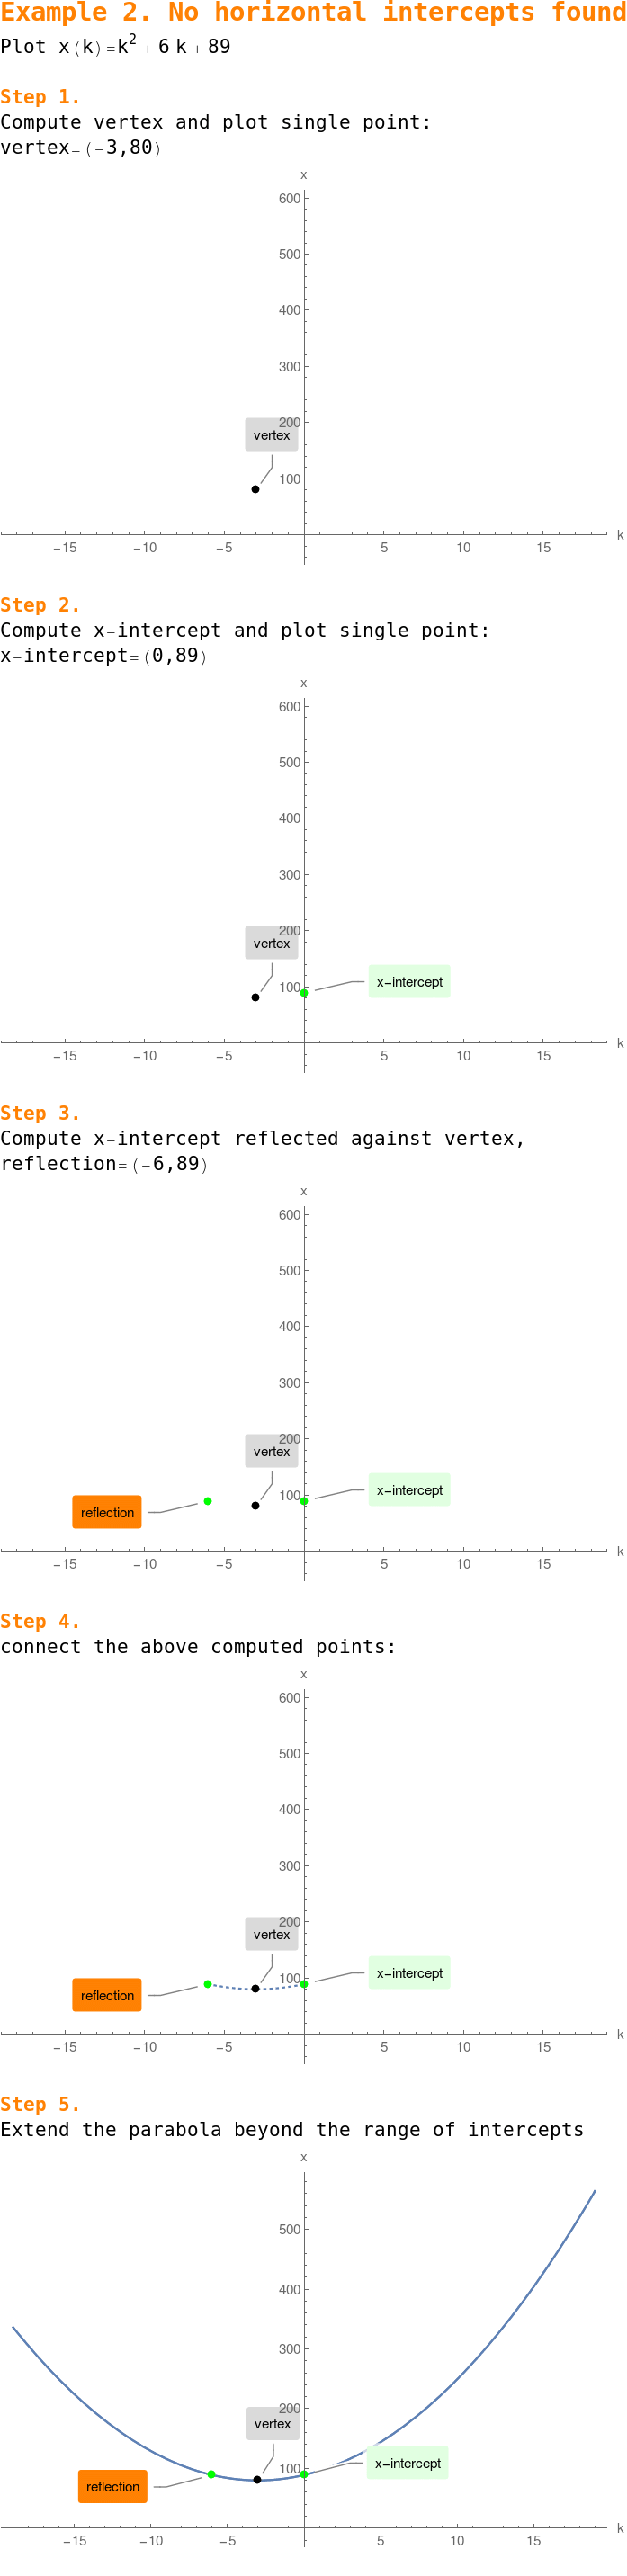 Example 2. No horizontal intercepts found
Plot x(k)=k² + 6 k + 89
Step 1.
Compute vertex and plot single point:
vertex=(-3,80)
x
600
500
400
300
200
vertex
100
k
-15 -10 -5 5 10 15
Step 2.
Compute x-intercept and plot single point:
x-intercept=(0,89)
x
600
500
400
300
200
vertex
100
x-intercept
k
-15 -10 -5 5 10 15
Step 3.
Compute x-intercept reflected against vertex,
reflection=(-6,89)
x
600
500
400
300
200
vertex
100
x-intercept
reflection
k
-15 -10 -5 5 10 15
Step 4.
connect the above computed points:
x
600
500
400
300
200
vertex
100
x-intercept
reflection
k
-15 -10 -5 5 10 15
Step 5.
Extend the parabola beyond the range of intercepts
x
500
400
300
200
vertex
100
x-intercept
reflection
k
-15 -10 -5 5 10 15